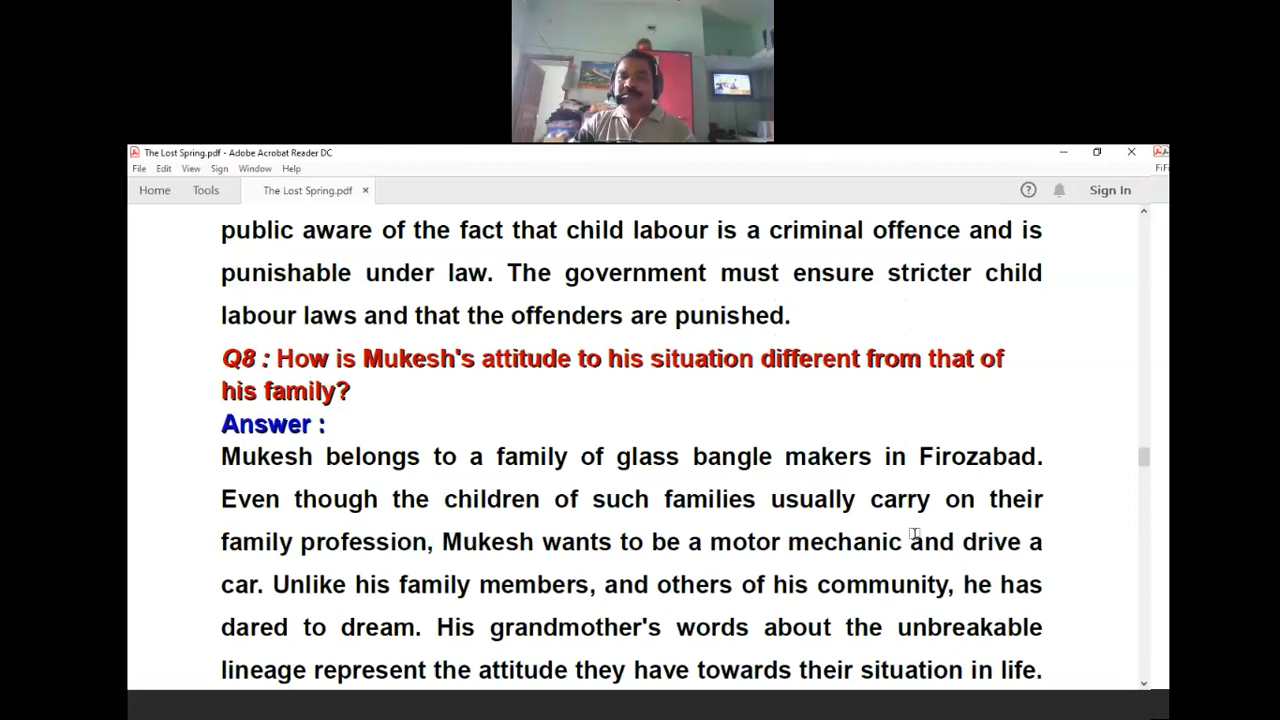 The Lost Spring.pdf - Adobe Acrobat Reader DC
File Edit View Sign Window Help
Home Tools The Lost Spring.pdf × ? Sign In
public aware of the fact that child labour is a criminal offence and is
punishable under law. The government must ensure stricter child
labour laws and that the offenders are punished.
Q8 : How is Mukesh's attitude to his situation different from that of
his family?
Answer :
Mukesh belongs to a family of glass bangle makers in Firozabad.
Even though the children of such families usually carry on their
family profession, Mukesh wants to be a motor mechanic and drive a
car. Unlike his family members, and others of his community, he has
dared to dream. His grandmother's words about the unbreakable
lineage represent the attitude they have towards their situation in life.